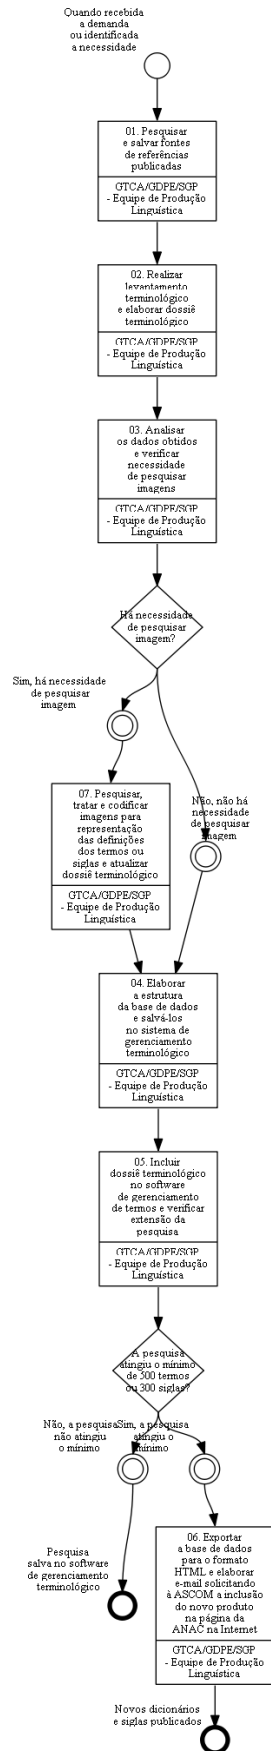 Quando recebida
a demanda
ou identificada
a necessidade
01. Pesquisar
e salvar fontes
de referências
publicadas
GTCA/GDPE/SGP
- Equipe de Produção
Linguística
02. Realizar
levantamento
terminológico
e elaborar dossiê
terminológico
GTCA/GDPE/SGP
- Equipe de Produção
Linguística
03. Analisar
os dados obtidos
e verificar
necessidade
de pesquisar
imagens
GTCA/GDPE/SGP
- Equipe de Produção
Linguística
Há necessidade
de pesquisar
imagem?
Sim, há necessidade
de pesquisar
imagem
Não, não há
necessidade
de pesquisar
imagem
07. Pesquisar,
tratar e codificar
imagens para
representação
das definições
dos termos ou
siglas e atualizar
dossiê terminológico
GTCA/GDPE/SGP
- Equipe de Produção
Linguística
04. Elaborar
a estrutura
da base de dados
e salvá-los
no sistema de
gerenciamento
terminológico
GTCA/GDPE/SGP
- Equipe de Produção
Linguística
05. Incluir
dossiê terminológico
no software
de gerenciamento
de termos e verificar
extensão da
pesquisa
GTCA/GDPE/SGP
- Equipe de Produção
Linguística
A pesquisa
atingiu o mínimo
de 500 termos
ou 300 siglas?
Não, a pesquisa
não atingiu
o mínimo
Sim, a pesquisa
atingiu o
mínimo
Pesquisa
salva no software
de gerenciamento
terminológico
06. Exportar
a base de dados
para o formato
HTML e elaborar
e-mail solicitando
à ASCOM a inclusão
do novo produto
na página da
ANAC na Internet
GTCA/GDPE/SGP
- Equipe de Produção
Linguística
Novos dicionários
e siglas publicados